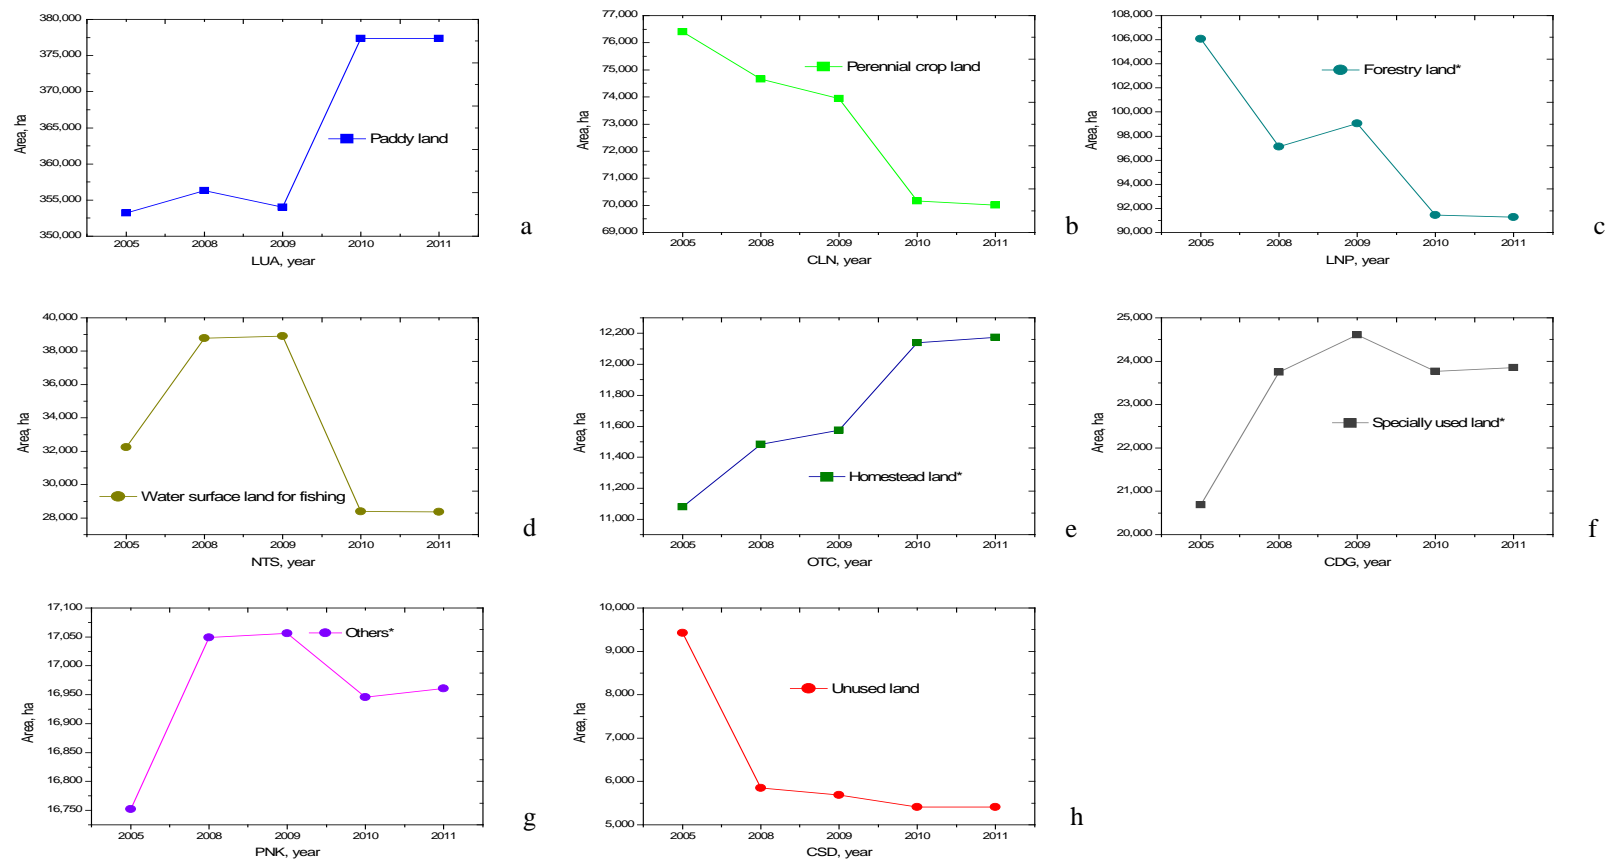 380,000
375,000
370,000
365,000
360,000
355,000
350,000
Area, ha
Paddy land
2005 2008 2009 2010 2011
LUA, year
a
77,000
76,000
75,000
74,000
73,000
72,000
71,000
70,000
69,000
Area, ha
Perennial crop land
2005 2008 2009 2010 2011
CLN, year
b
108,000
106,000
104,000
102,000
100,000
98,000
96,000
94,000
92,000
90,000
Area, ha
Forestry land*
2005 2008 2009 2010 2011
LNP, year
c
40,000
38,000
36,000
34,000
32,000
30,000
28,000
Area, ha
Water surface land for fishing
2005 2008 2009 2010 2011
NTS, year
d
12,200
12,000
11,800
11,600
11,400
11,200
11,000
Area, ha
Homestead land*
2005 2008 2009 2010 2011
OTC, year
e
25,000
24,000
23,000
22,000
21,000
20,000
Area, ha
Specially used land*
2005 2008 2009 2010 2011
CDG, year
f
17,100
17,050
17,000
16,950
16,900
16,850
16,800
16,750
Area, ha
Others*
2005 2008 2009 2010 2011
PNK, year
g
10,000
9,000
8,000
7,000
6,000
5,000
Area, ha
Unused land
2005 2008 2009 2010 2011
CSD, year
h